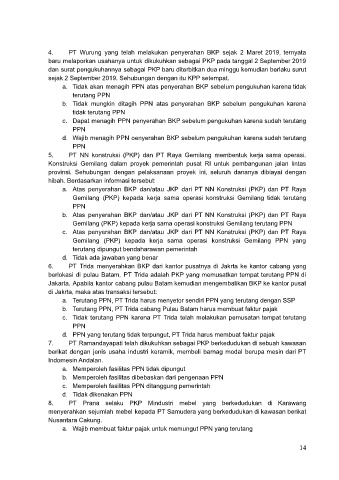 4. PT Wurung yang telah melakukan penyerahan BKP sejak 2 Maret 2019, ternyata
baru melaporkan usahanya untuk dikukuhkan sebagai PKP pada tanggal 2 September 2019
dan surat pengukuhannya sebagai PKP baru diterbitkan dua minggu kemudian berlaku surut
sejak 2 September 2019. Sehubungan dengan itu KPP setempat.
a. Tidak akan menagih PPN atas penyerahan BKP sebelum pengukuhan karena tidak
terutang PPN
b. Tidak mungkin ditagih PPN atas penyerahan BKP sebelum pengukuhan karena
tidak terutang PPN
c. Dapat menagih PPN penyerahan BKP sebelum pengukuhan karena sudah terutang
PPN
d. Wajib menagih PPN oenyerahan BKP sebelum pengukuhan karena sudah terutang
PPN
5. PT NN konstruksi (PKP) dan PT Raya Gemilang membentuk kerja sama operasi,
Konstruksi Gemilang dalam proyek pemerintah pusat RI untuk pembangunan jalan lintas
provinsi. Sehubungan dengan pelaksanaan proyek ini, seluruh dananya dibiayai dengan
hibah. Berdasarkan informasi tersebut:
a. Atas penyerahan BKP dan/atau JKP dari PT NN Konstruksi (PKP) dan PT Raya
Gemilang (PKP) kepada kerja sama operasi konstruksi Gemilang tidak terutang
PPN
b. Atas penyerahan BKP dan/atau JKP dari PT NN Konstruksi (PKP) dan PT Raya
Gemilang (PKP) kepada kerja sama operasi konstruksi Gemilang terutang PPN
c. Atas penyerahan BKP dan/atau JKP dari PT NN Konstruksi (PKP) dan PT Raya
Gemilang (PKP) kepada kerja sama operasi konstruksi Gemilang PPN yang
terutang dipungut bendaharawan pemerintah
d. Tidak ada jawaban yang benar
6. PT Trida menyerahkan BKP dari kantor pusatnya di Jakrta ke kantor cabang yang
berlokasi di pulau Batam. PT Trida adalah PKP yang memusatkan tempat terutang PPN di
Jakarta. Apabila kantor cabang pulau Batam kemudian mengembalikan BKP ke kantor pusat
di Jakrta, maka atas transaksi tersebut:
a. Terutang PPN, PT Trida harus menyetor sendiri PPN yang terutang dengan SSP
b. Terutang PPN, PT Trida cabang Pulau Batam harus membuat faktur pajak
c. Tidak terutang PPN karena PT Trida telah melakukan pemusatan tempat terutang
PPN
d. PPN yang terutang tidak terpungut, PT Trida harus membuat faktur pajak
7. PT Ramandayapati telah dikukuhkan sebagai PKP berkedudukan di sebuah kawasan
berikat dengan jenis usaha industri keramik, membeli barnag modal berupa mesin dari PT
Indomesin Andalan.
a. Memperoleh fasilitas PPN tidak dipungut
b. Memperoleh fasilitas dibebaskan dari pengenaan PPN
c. Memperoleh fasilitas PPN ditanggung pemerintah
d. Tidak dikenakan PPN
8. PT Prana selaku PKP Mindustri mebel yang berkedudukan di Karawang
menyerahkan sejumlah mebel kepada PT Samudera yang berkedudukan di kawasan berikat
Nusantara Cakung.
a. Wajib membuat faktur pajak untuk memungut PPN yang terutang
14